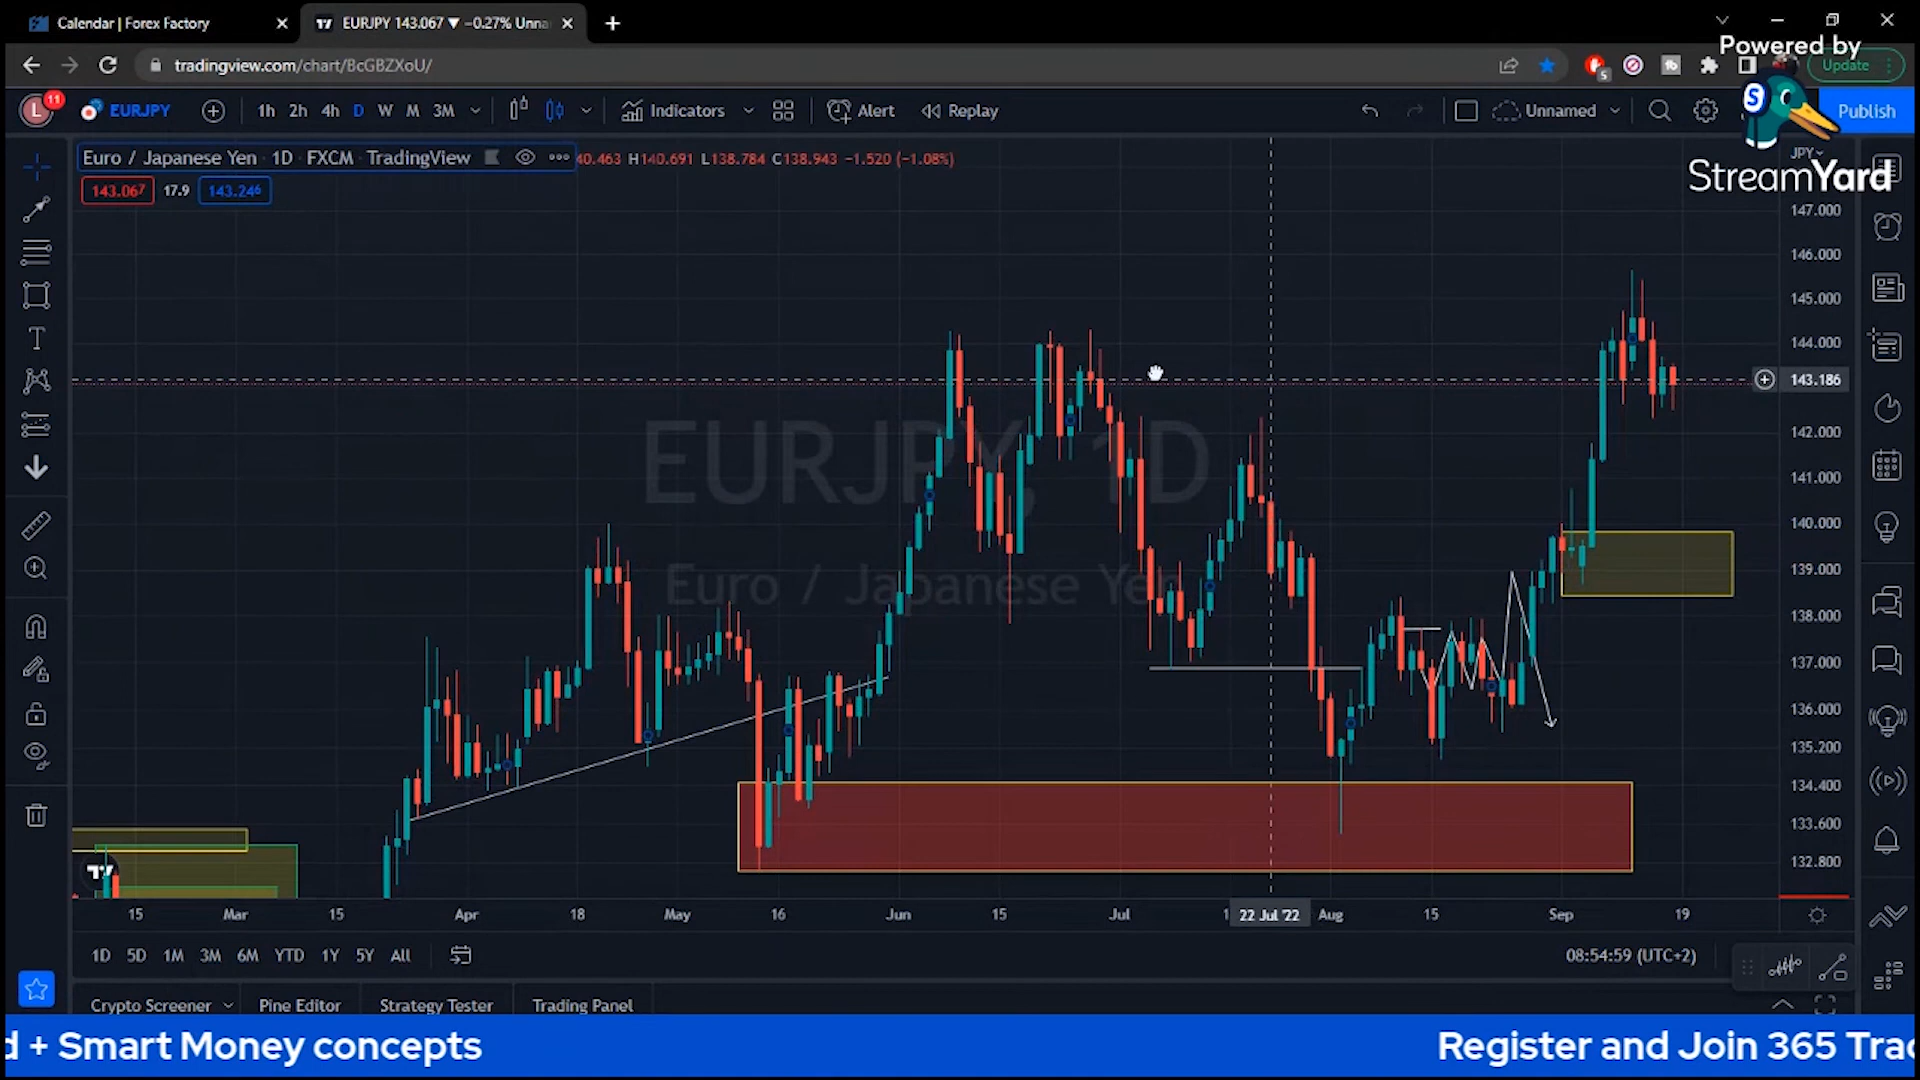 Calendar | Forex Factory
EURJPY 143.067 ▼ −0.27% Unna
Powered by
tradingview.com/chart/BcGBZXoU/
5
Update
L
11
EURJPY
1h 2h 4h D W M 3M
Indicators
Alert
Replay
Unnamed
Publish
S
StreamYard
Euro / Japanese Yen · 1D · FXCM · TradingView
40.463 H140.691 L138.784 C138.943 −1.520 (−1.08%)
JPY
143.067 17.9 143.246
147.000
146.000
145.000
144.000
143.186
142.000
141.000
140.000
139.000
138.000
137.000
136.000
135.200
134.400
133.600
132.800
EURJPY, 1D
Euro / Japanese Yen
15 Mar 15 Apr 18 May 16 Jun 15 Jul 1 22 Jul '22 Aug 15 Sep 19
1D 5D 1M 3M 6M YTD 1Y 5Y All
08:54:59 (UTC+2)
Crypto Screener Pine Editor Strategy Tester Trading Panel
d + Smart Money concepts
Register and Join 365 Trac